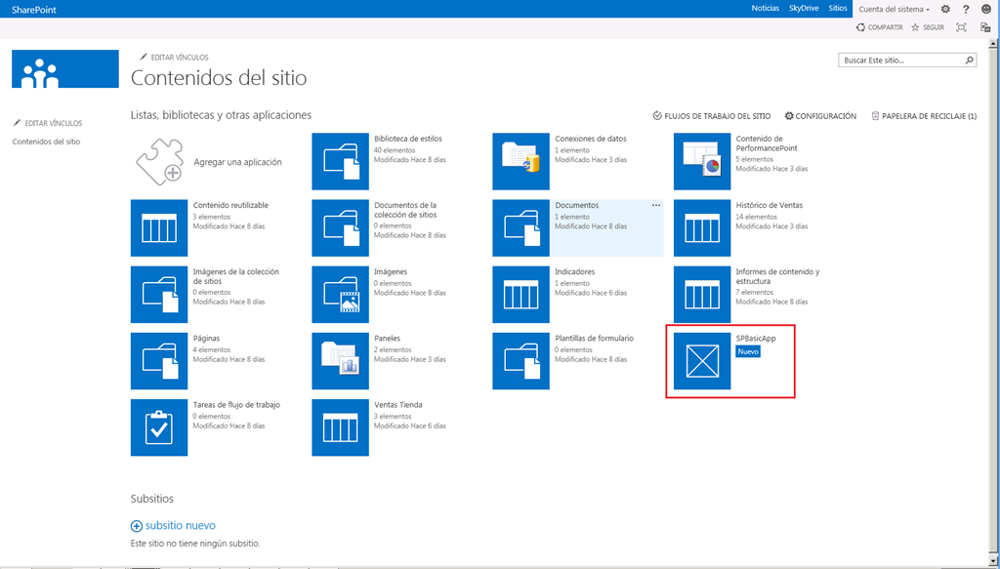 SharePoint
Noticias SkyDrive Sitios Cuenta del sistema ?
COMPARTIR SEGUIR
EDITAR VÍNCULOS
Contenidos del sitio
Buscar Este sitio...
EDITAR VÍNCULOS
Contenidos del sitio
Listas, bibliotecas y otras aplicaciones
FLUJOS DE TRABAJO DEL SITIO CONFIGURACIÓN PAPELERA DE RECICLAJE (1)
Agregar una aplicación
Biblioteca de estilos
40 elementos
Modificado Hace 8 días
Conexiones de datos
1 elemento
Modificado Hace 3 días
Contenido de
PerformancePoint
5 elementos
Modificado Hace 3 días
Contenido reutilizable
3 elementos
Modificado Hace 8 días
Documentos de la
colección de sitios
0 elementos
Modificado Hace 8 días
Documentos ...
1 elemento
Modificado Hace 8 días
Histórico de Ventas
14 elementos
Modificado Hace 3 días
Imágenes de la colección
de sitios
0 elementos
Modificado Hace 8 días
Imágenes
0 elementos
Modificado Hace 8 días
Indicadores
1 elemento
Modificado Hace 6 días
Informes de contenido y
estructura
7 elementos
Modificado Hace 8 días
Páginas
4 elementos
Modificado Hace 8 días
Paneles
2 elementos
Modificado Hace 3 días
Plantillas de formulario
0 elementos
Modificado Hace 8 días
SPBasicApp
Nuevo
Tareas de flujo de trabajo
0 elementos
Modificado Hace 8 días
Ventas Tienda
3 elementos
Modificado Hace 6 días
Subsitios
subsitio nuevo
Este sitio no tiene ningún subsitio.